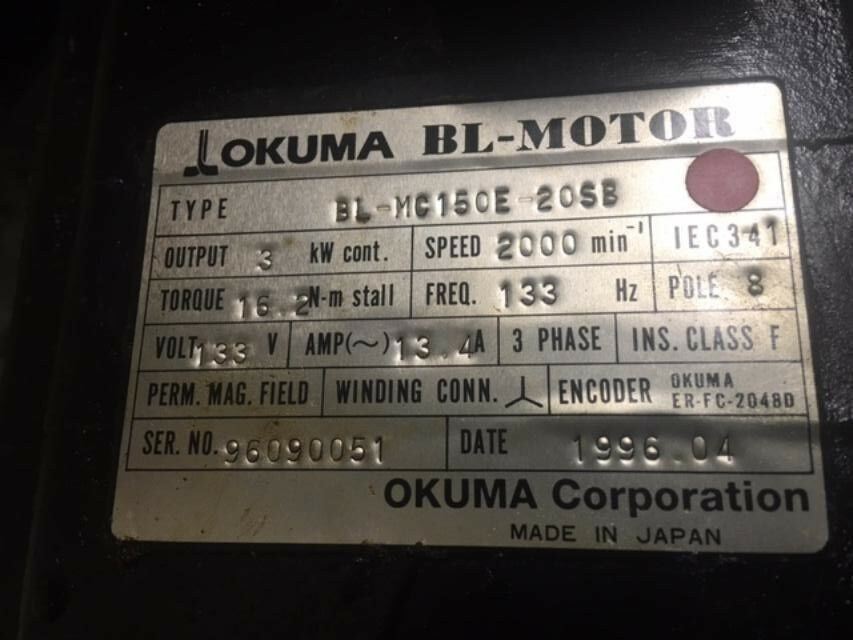 OKUMA BL-MOTOR
TYPE BL-MC150E-20SB
OUTPUT 3 kW cont. SPEED 2000 min⁻¹ IEC341
TORQUE 16.2 N-m stall FREQ. 133 Hz POLE 8
VOLT 133 V AMP(~) 13.4A 3 PHASE INS. CLASS F
PERM. MAG. FIELD WINDING CONN. ENCODER OKUMA
ER-FC-2048D
SER. NO. 96090051 DATE 1996.04
OKUMA Corporation
MADE IN JAPAN